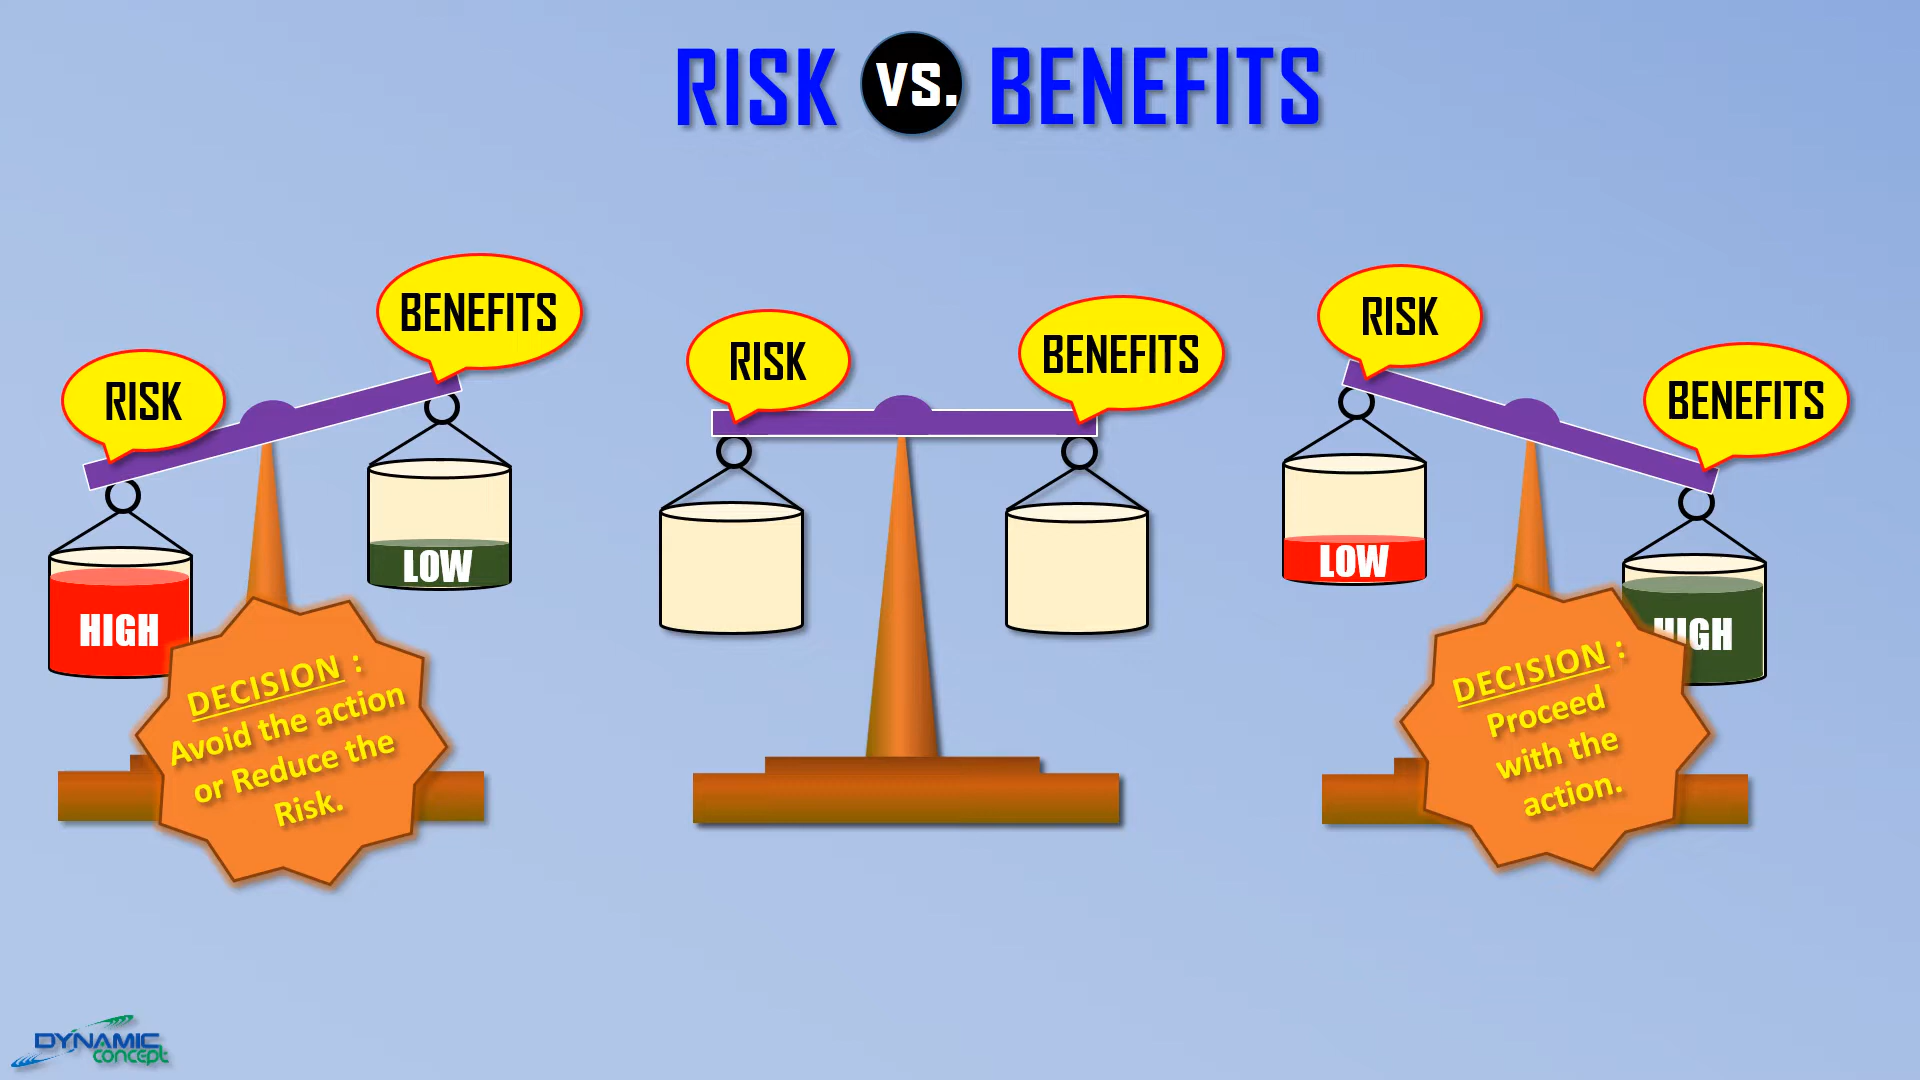 RISK VS. BENEFITS
RISK
BENEFITS
HIGH
LOW
DECISION :
Avoid the action
or Reduce the
Risk.
RISK
BENEFITS
RISK
BENEFITS
LOW
HIGH
DECISION :
Proceed
with the
action.
DYNAMIC
concept